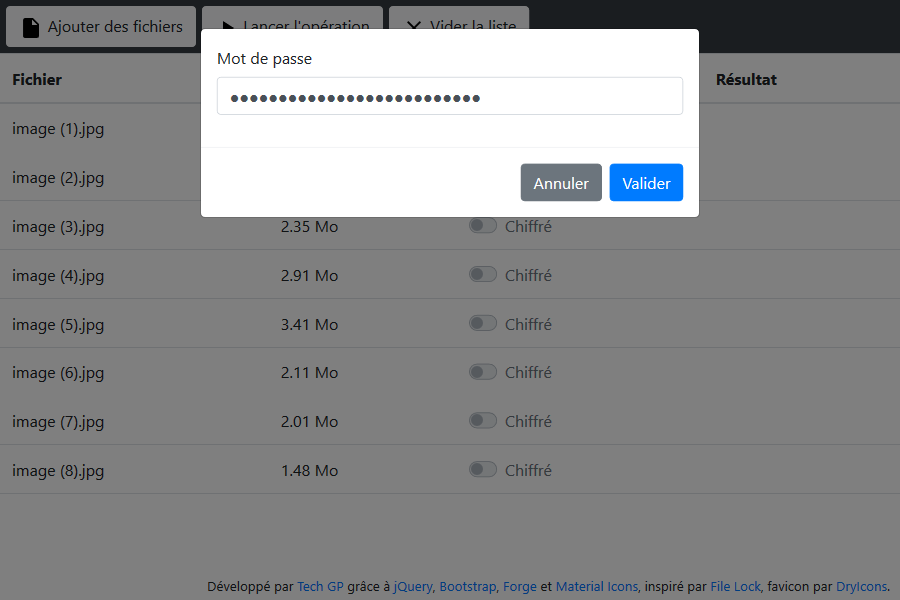 Ajouter des fichiers Lancer l'opération Vider la liste
Mot de passe
●●●●●●●●●●●●●●●●●●●●●●●●●●
Annuler Valider
Fichier Résultat
image (1).jpg
image (2).jpg
image (3).jpg 2.35 Mo Chiffré
image (4).jpg 2.91 Mo Chiffré
image (5).jpg 3.41 Mo Chiffré
image (6).jpg 2.11 Mo Chiffré
image (7).jpg 2.01 Mo Chiffré
image (8).jpg 1.48 Mo Chiffré
Développé par Tech GP grâce à jQuery, Bootstrap, Forge et Material Icons, inspiré par File Lock, favicon par DryIcons.